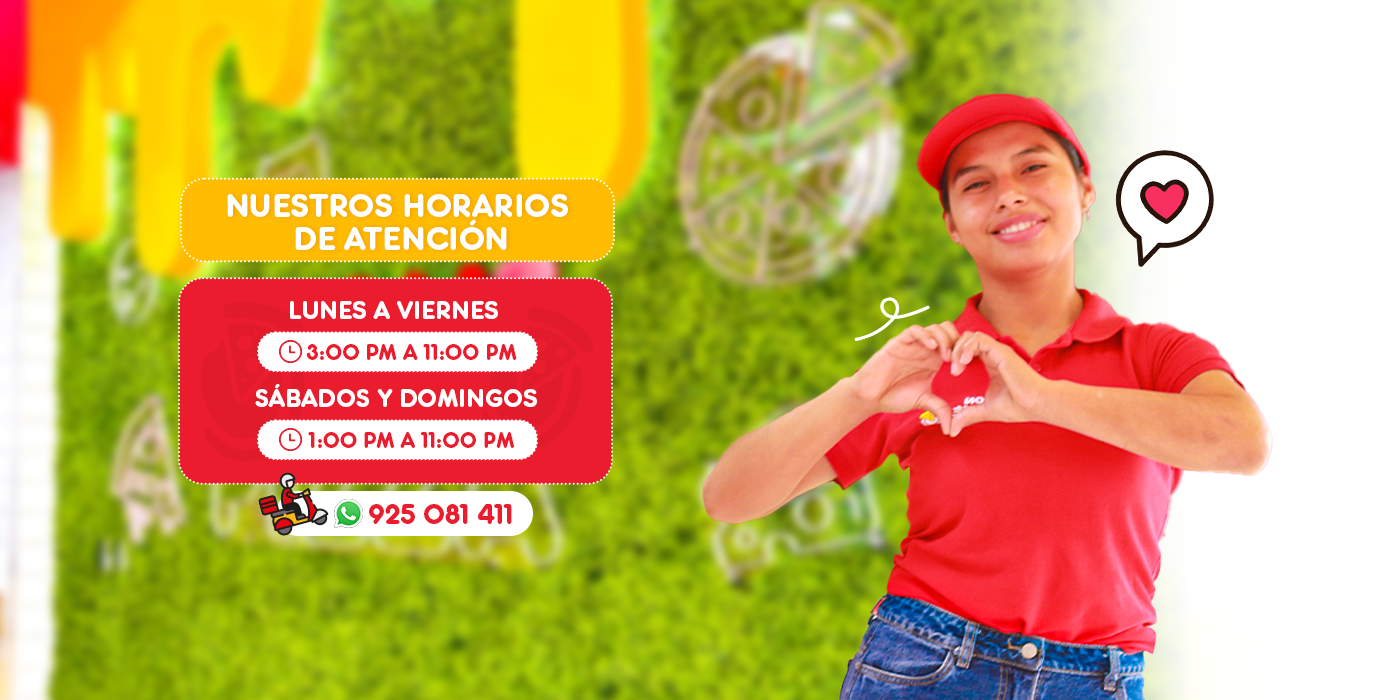 NUESTROS HORARIOS
DE ATENCIÓN
LUNES A VIERNES
3:00 PM A 11:00 PM
SÁBADOS Y DOMINGOS
1:00 PM A 11:00 PM
925 081 411